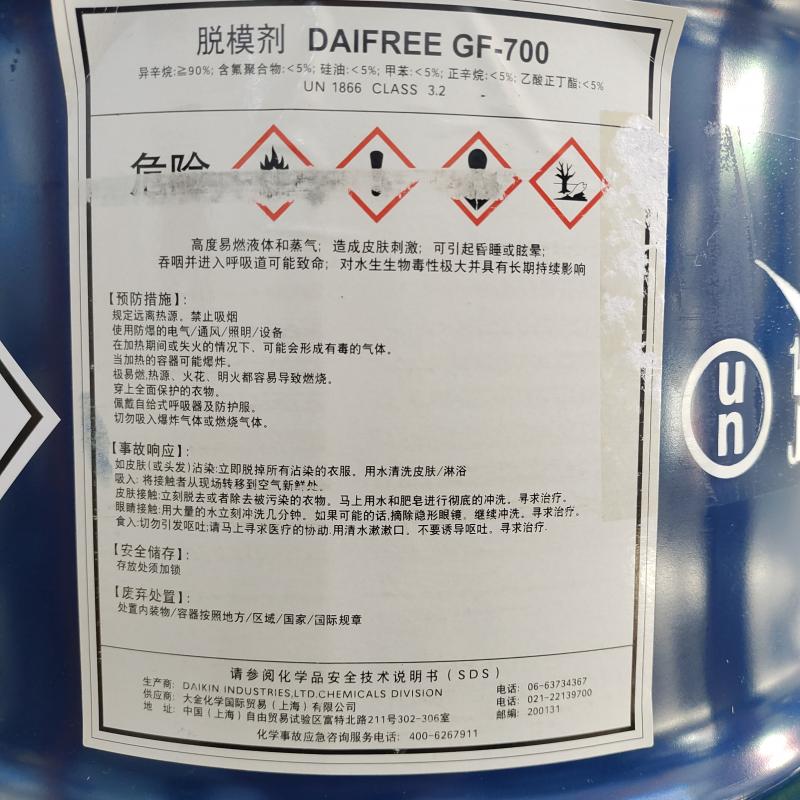 脱模剂 DAIFREE GF-700
异辛烷:≧90%; 含氟聚合物:<5%; 硅油:<5%; 甲苯:<5%; 正辛烷:<5%; 乙酸正丁酯:<5%
UN 1866 CLASS 3.2
危险
高度易燃液体和蒸气; 造成皮肤刺激; 可引起昏睡或眩晕;
吞咽并进入呼吸道可能致命; 对水生生物毒性极大并具有长期持续影响
【预防措施】:
规定远离热源。禁止吸烟
使用防爆的电气/通风/照明/设备
在加热期间或失火的情况下、可能会形成有毒的气体。
当加热的容器可能爆炸。
极易燃,热源、火花、明火都容易导致燃烧。
穿上全面保护的衣物。
佩戴自给式呼吸器及防护服。
切勿吸入爆炸气体或燃烧气体。
【事故响应】:
如皮肤(或头发)沾染:立即脱掉所有沾染的衣服。用水清洗皮肤/淋浴
吸入: 将接触者从现场转移到空气新鲜处。
皮肤接触:立刻脱去或者除去被污染的衣物。马上用水和肥皂进行彻底的冲洗。寻求治疗。
眼睛接触:用大量的水立刻冲洗几分钟。如果可能的话,摘除隐形眼镜。继续冲洗。寻求治疗。
食入:切勿引发呕吐;请马上寻求医疗的协动.用清水漱漱口。不要诱导呕吐。寻求治疗.
【安全储存】:
存放处须加锁
【废弃处置】:
处置内装物/容器按照地方/区域/国家/国际规章
请参阅化学品安全技术说明书(SDS)
生产商: DAIKIN INDUSTRIES,LTD.CHEMICALS DIVISION 电话: 06-63734367
供应商: 大金化学国际贸易(上海)有限公司 电话: 021-22139700
地 址: 中国(上海)自由贸易试验区富特北路211号302-306室 邮编: 200131
化学事故应急咨询服务电话: 400-6267911
un